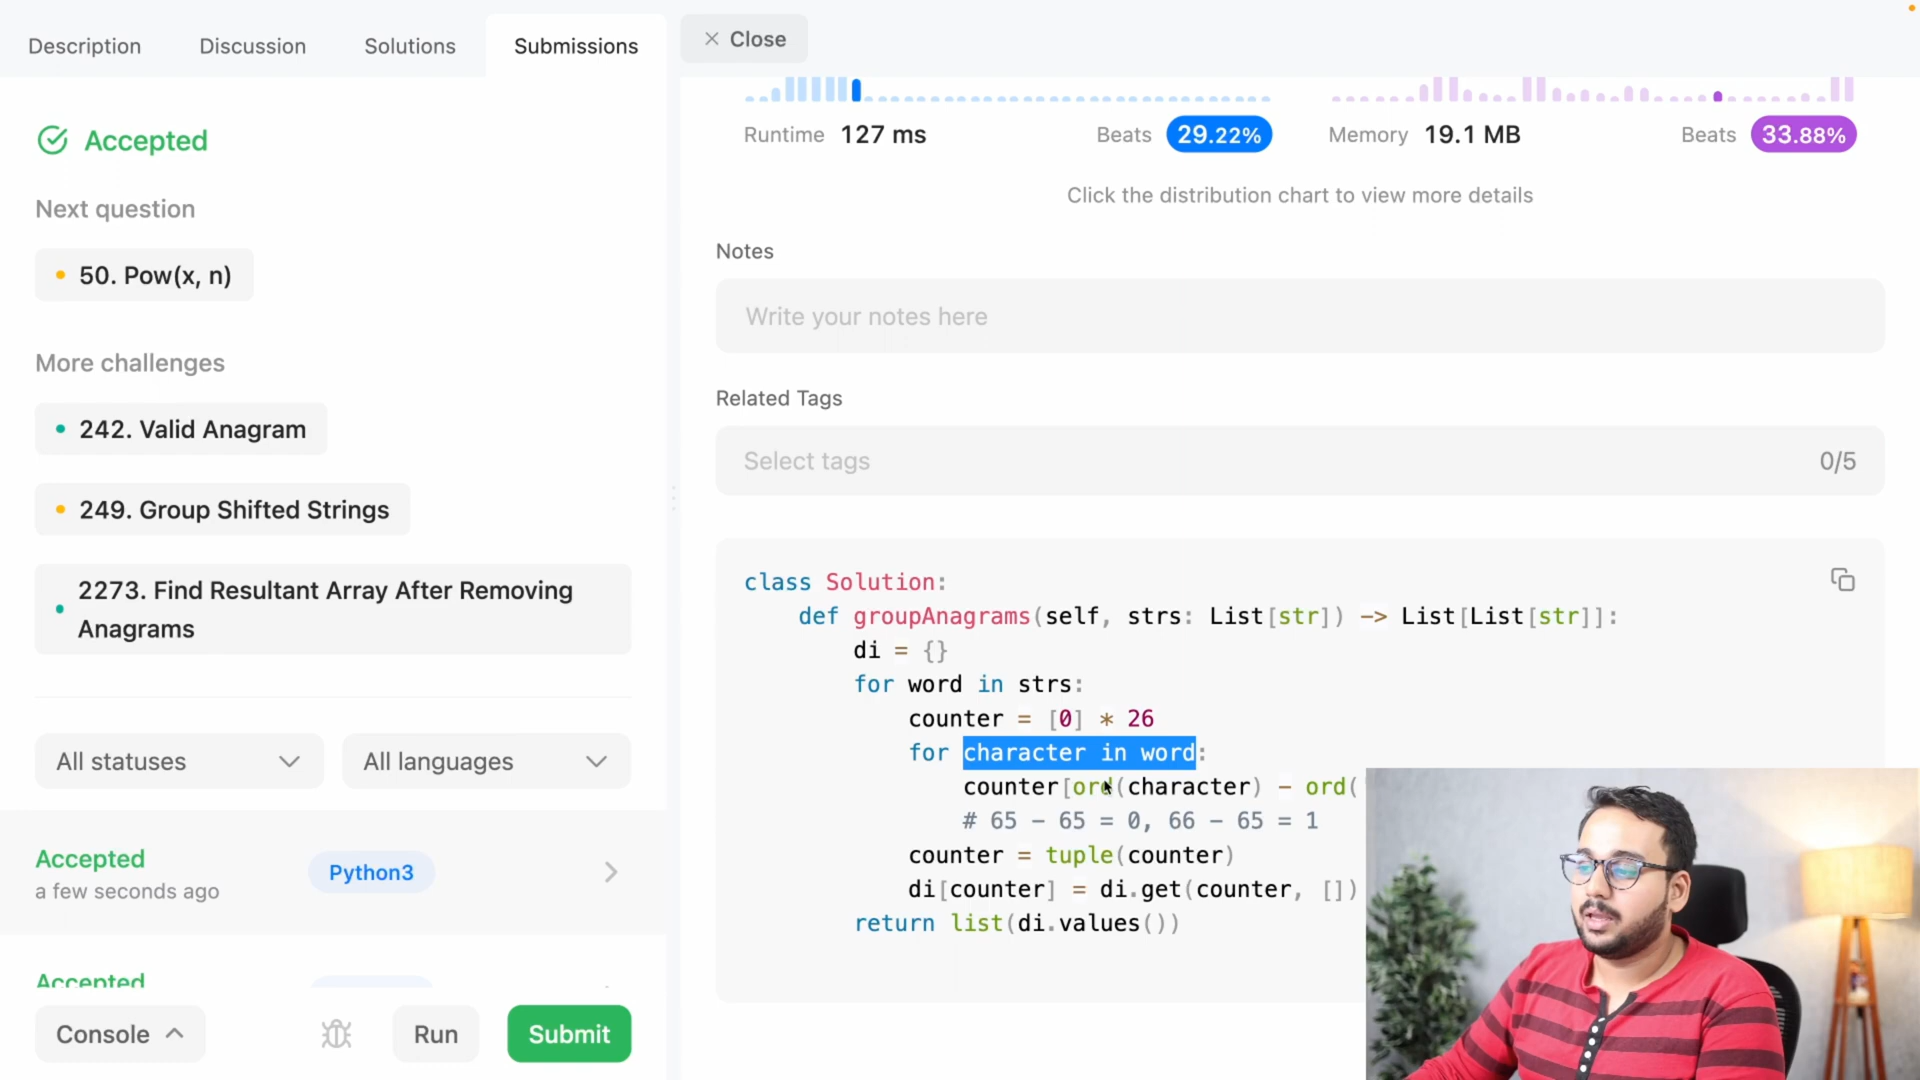 Description
Discussion
Solutions
Submissions
Close
Accepted
Next question
50. Pow(x, n)
More challenges
242. Valid Anagram
249. Group Shifted Strings
2273. Find Resultant Array After Removing
Anagrams
All statuses
All languages
Accepted
a few seconds ago
Python3
Accepted
Console
Run
Submit
Runtime 127 ms
Beats 29.22%
Memory 19.1 MB
Beats 33.88%
Click the distribution chart to view more details
Notes
Write your notes here
Related Tags
Select tags
0/5
class Solution:
def groupAnagrams(self, strs: List[str]) -> List[List[str]]:
di = {}
for word in strs:
counter = [0] * 26
for character in word:
counter[ord(character) - ord(
# 65 - 65 = 0, 66 - 65 = 1
counter = tuple(counter)
di[counter] = di.get(counter, [])
return list(di.values())